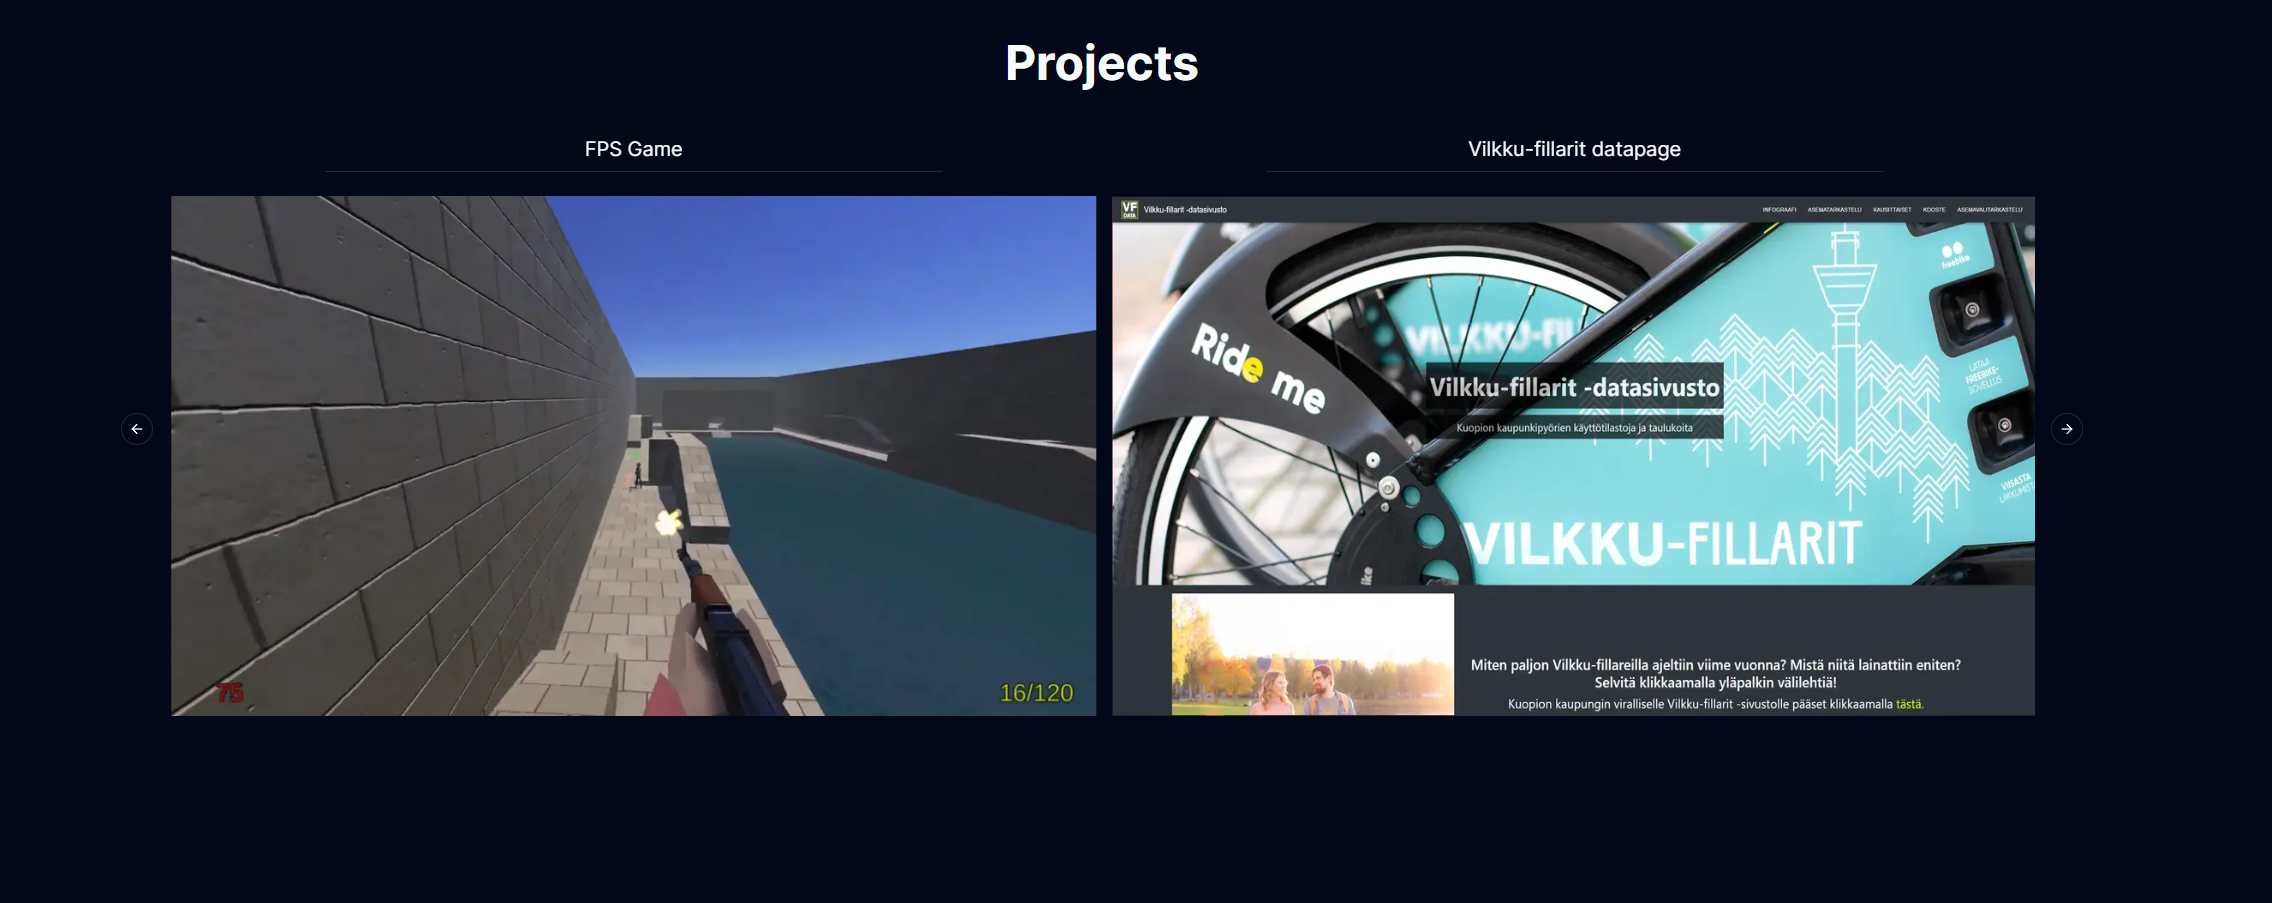 Projects
FPS Game
75
16/120
Vilkku-fillarit datapage
VF
DATA
Vilkku-fillarit -datasivusto
INFOGRAAFI ASEMATARKASTELU KAUSITTAISET KOOSTE ASEMAVÄLITARKASTELU
freebike
Ride me
VILKKU-FIL
LATAA
FREEBIKE-
SOVELLUS
Vilkku-fillarit -datasivusto
Kuopion kaupunkipyörien käyttötilastoja ja taulukoita
VIISASTA
VILKKU-FILLARIT
Miten paljon Vilkku-fillareilla ajeltiin viime vuonna? Mistä niitä lainattiin eniten?
Selvitä klikkaamalla yläpalkin välilehtiä!
Kuopion kaupungin viralliselle Vilkku-fillarit -sivustolle pääset klikkaamalla tästä.